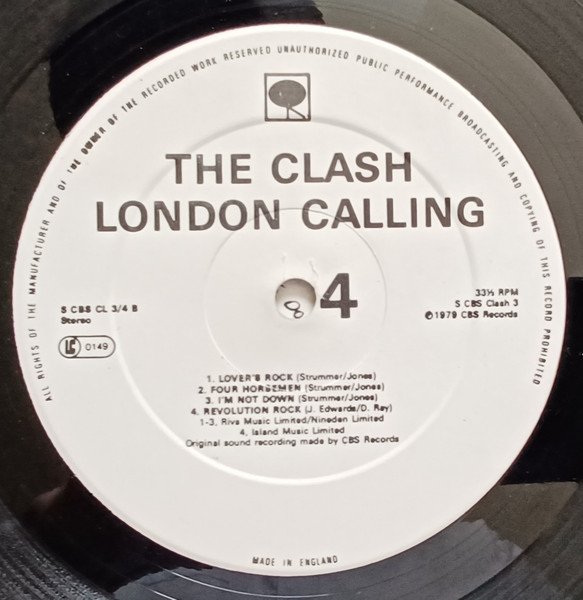 ALL RIGHTS OF THE MANUFACTURER AND OF THE OWNER OF THE RECORDED WORK RESERVED UNAUTHORIZED PUBLIC PERFORMANCE BROADCASTING AND COPYING OF THIS RECORD PROHIBITED
THE CLASH
LONDON CALLING
8
4
S CBS CL 3/4 B
Stereo
LC 0149
33⅓ RPM
S CBS Clash 3
℗1979 CBS Records
1. LOVER'S ROCK (Strummer/Jones)
2. FOUR HORSEMEN (Strummer/Jones)
3. I'M NOT DOWN (Strummer/Jones)
4. REVOLUTION ROCK (J. Edwards/D. Ray)
1-3, Riva Music Limited/Nineden Limited
4, Island Music Limited
Original sound recording made by CBS Records
MADE IN ENGLAND